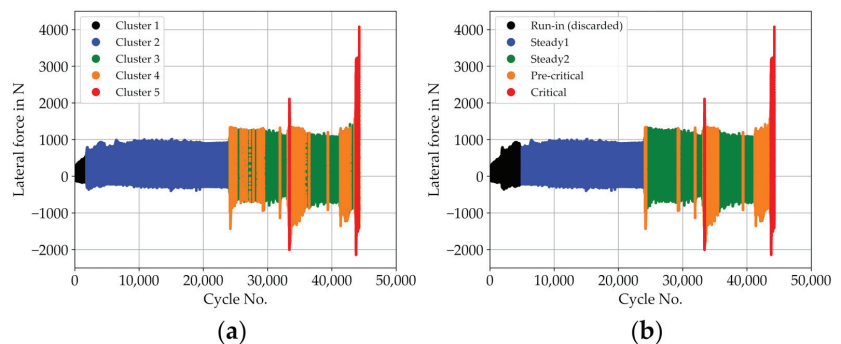 4000
3000
2000
1000
0
−1000
−2000
Lateral force in N
Cluster 1
Cluster 2
Cluster 3
Cluster 4
Cluster 5
0
10,000
20,000
30,000
40,000
50,000
Cycle No.
(a)
4000
3000
2000
1000
0
−1000
−2000
Lateral force in N
Run-in (discarded)
Steady1
Steady2
Pre-critical
Critical
0
10,000
20,000
30,000
40,000
50,000
Cycle No.
(b)